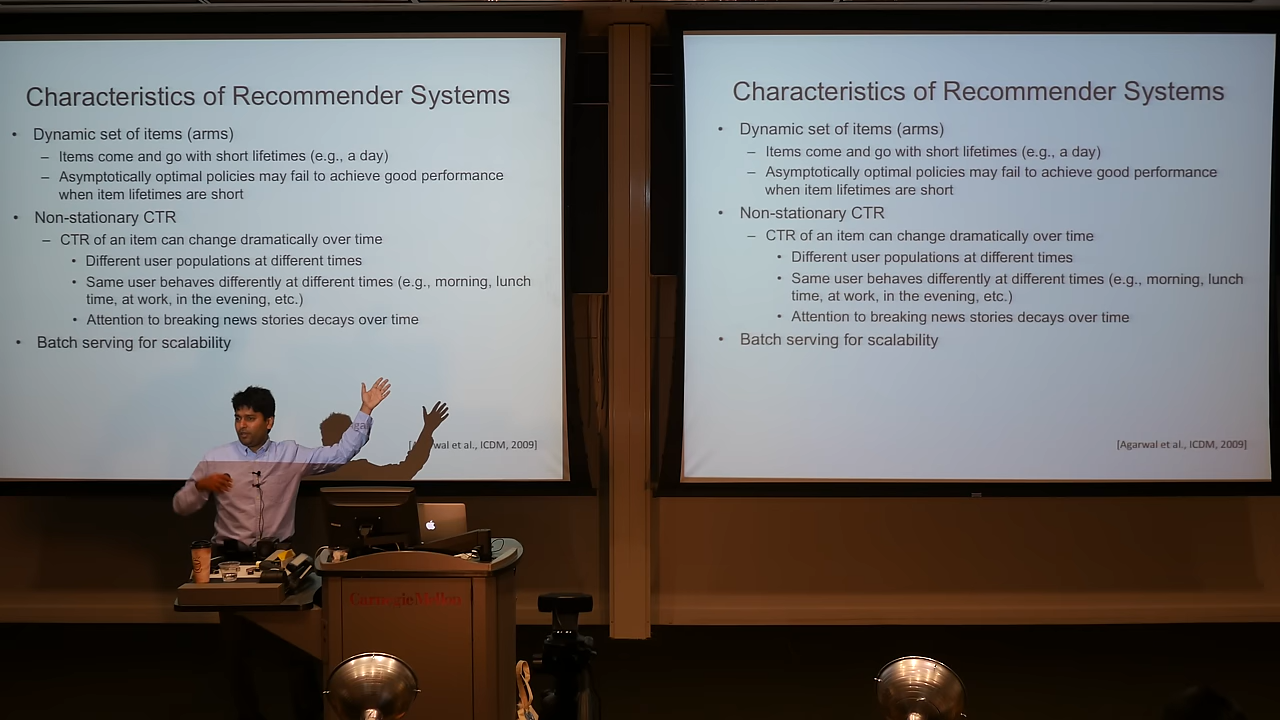 Characteristics of Recommender Systems
• Dynamic set of items (arms)
– Items come and go with short lifetimes (e.g., a day)
– Asymptotically optimal policies may fail to achieve good performance
when item lifetimes are short
• Non-stationary CTR
– CTR of an item can change dramatically over time
• Different user populations at different times
• Same user behaves differently at different times (e.g., morning, lunch
time, at work, in the evening, etc.)
• Attention to breaking news stories decays over time
• Batch serving for scalability
wal et al., ICDM, 2009]
Characteristics of Recommender Systems
• Dynamic set of items (arms)
– Items come and go with short lifetimes (e.g., a day)
– Asymptotically optimal policies may fail to achieve good performance
when item lifetimes are short
• Non-stationary CTR
– CTR of an item can change dramatically over time
• Different user populations at different times
• Same user behaves differently at different times (e.g., morning, lunch
time, at work, in the evening, etc.)
• Attention to breaking news stories decays over time
• Batch serving for scalability
[Agarwal et al., ICDM, 2009]
Carnegie Mellon